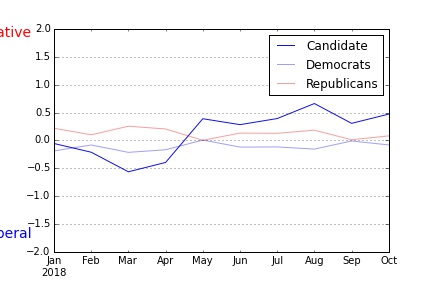 2.0
ative
1.5
1.0
0.5
0.0
−0.5
−1.0
−1.5
beral
−2.0
Candidate
Democrats
Republicans
Jan Feb Mar Apr May Jun Jul Aug Sep Oct
2018